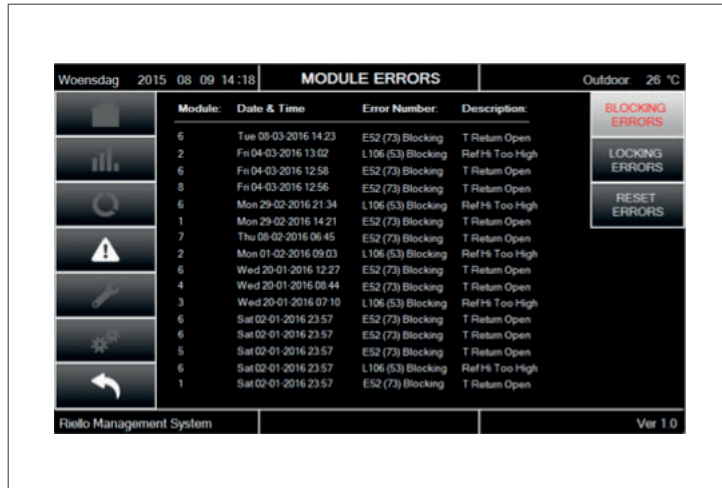 Woensdag 2015 08 09 14:18 MODULE ERRORS Outdoor: 26 °C
Module: Date & Time Error Number: Description:
BLOCKING
ERRORS
LOCKING
ERRORS
RESET
ERRORS
6 Tue 08-03-2016 14:23 E52 (73) Blocking T Return Open
2 Fri 04-03-2016 13:02 L106 (53) Blocking Ref Hi Too High
6 Fri 04-03-2016 12:58 E52 (73) Blocking T Return Open
8 Fri 04-03-2016 12:56 E52 (73) Blocking T Return Open
6 Mon 29-02-2016 21:34 L106 (53) Blocking Ref Hi Too High
1 Mon 29-02-2016 14:21 E52 (73) Blocking T Return Open
7 Thu 08-02-2016 06:45 E52 (73) Blocking T Return Open
2 Mon 01-02-2016 09:03 L106 (53) Blocking Ref Hi Too High
6 Wed 20-01-2016 12:27 E52 (73) Blocking T Return Open
4 Wed 20-01-2016 08:44 E52 (73) Blocking T Return Open
3 Wed 20-01-2016 07:10 L106 (53) Blocking Ref Hi Too High
6 Sat 02-01-2016 23:57 E52 (73) Blocking T Return Open
6 Sat 02-01-2016 23:57 E52 (73) Blocking T Return Open
5 Sat 02-01-2016 23:57 E52 (73) Blocking T Return Open
6 Sat 02-01-2016 23:57 L106 (53) Blocking Ref Hi Too High
1 Sat 02-01-2016 23:57 E52 (73) Blocking T Return Open
Riello Management System Ver 1.0